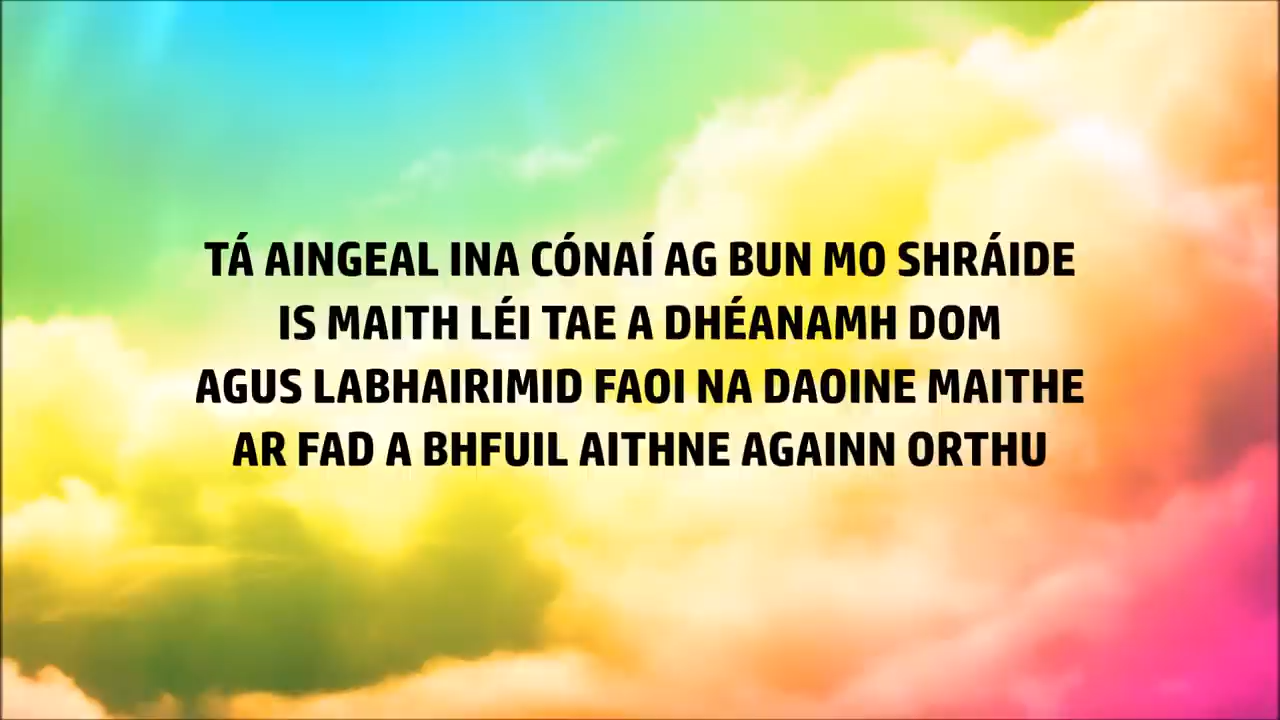 TÁ AINGEAL INA CÓNAÍ AG BUN MO SHRÁIDE
IS MAITH LÉI TAE A DHÉANAMH DOM
AGUS LABHAIRIMID FAOI NA DAOINE MAITHE
AR FAD A BHFUIL AITHNE AGAINN ORTHU